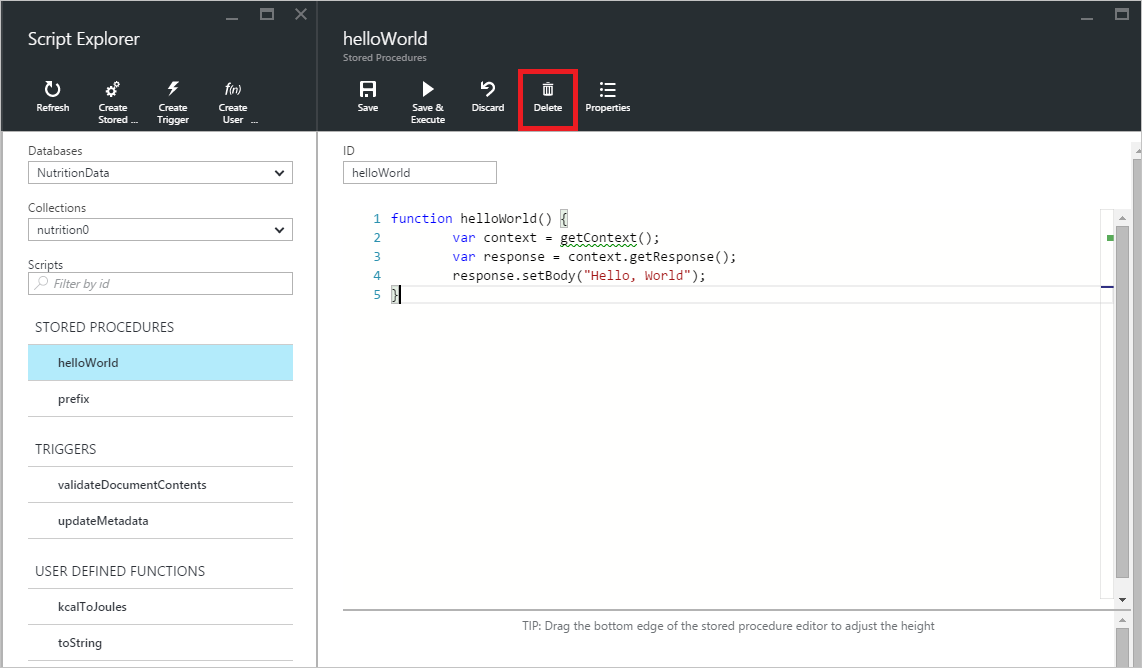 Script Explorer
Refresh
Create
Stored ...
Create
Trigger
f(n)
Create
User ...
Databases
NutritionData
Collections
nutrition0
Scripts
Filter by id
STORED PROCEDURES
helloWorld
prefix
TRIGGERS
validateDocumentContents
updateMetadata
USER DEFINED FUNCTIONS
kcalToJoules
toString
helloWorld
Stored Procedures
Save
Save &
Execute
Discard
Delete
Properties
ID
helloWorld
1 function helloWorld() {
2 var context = getContext();
3 var response = context.getResponse();
4 response.setBody("Hello, World");
5 }
TIP: Drag the bottom edge of the stored procedure editor to adjust the height